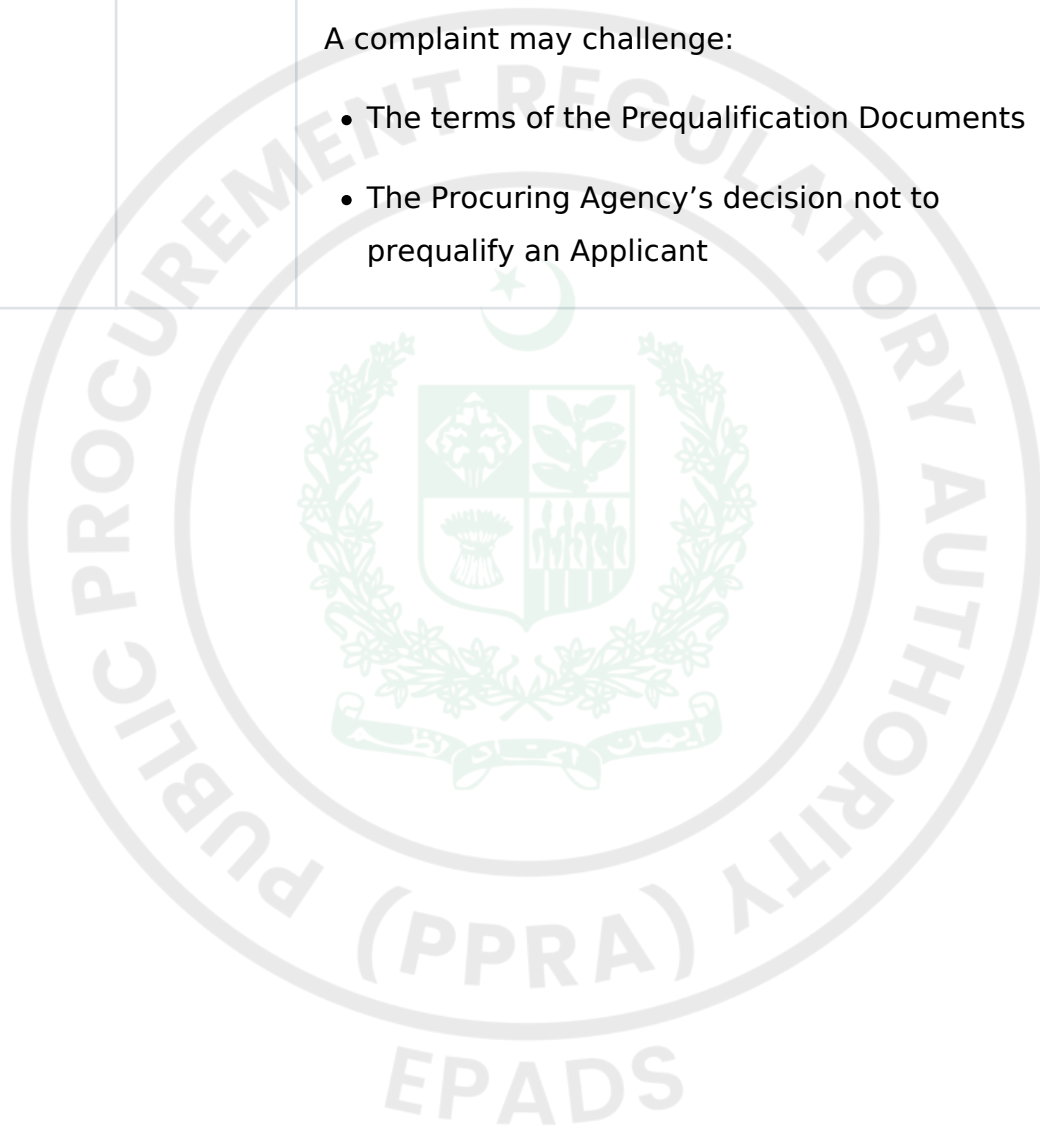 A complaint may challenge:
• The terms of the Prequalification Documents
• The Procuring Agency’s decision not to
prequalify an Applicant
PUBLIC PROCUREMENT REGULATORY AUTHORITY
(PPRA)
EPADS